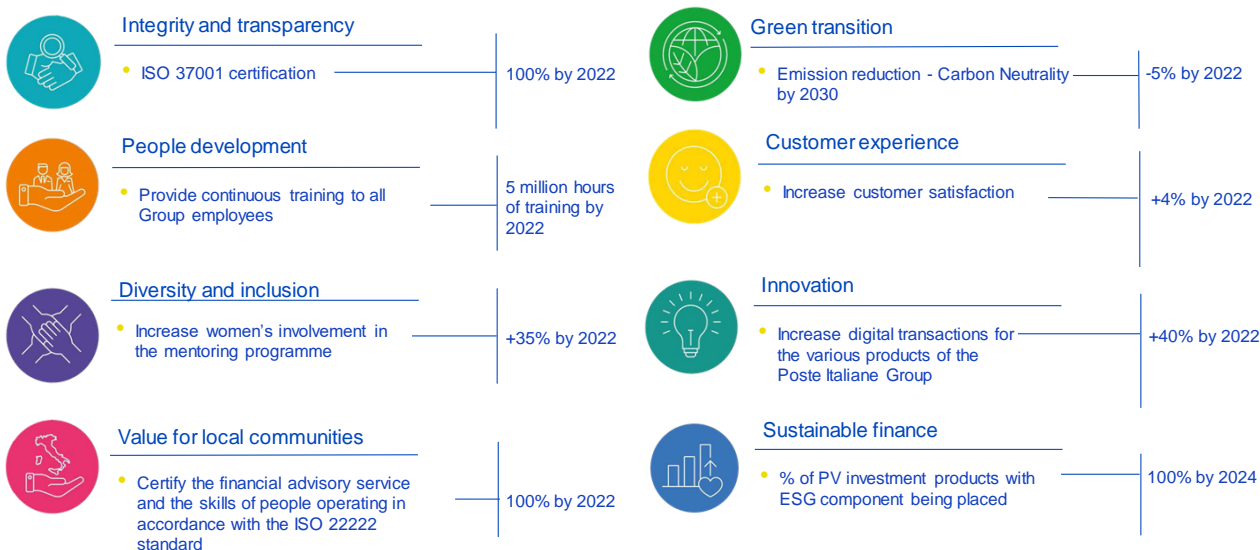 Integrity and transparency
ISO 37001 certification
100% by 2022
People development
Provide continuous training to all
Group employees
5 million hours
of training by
2022
Diversity and inclusion
Increase women's involvement in
the mentoring programme
+35% by 2022
Value for local communities
Certify the financial advisory service
and the skills of people operating in
accordance with the ISO 22222
standard
100% by 2022
Green transition
Emission reduction - Carbon Neutrality
by 2030
-5% by 2022
Customer experience
Increase customer satisfaction
+4% by 2022
Innovation
Increase digital transactions for
the various products of the
Poste Italiane Group
+40% by 2022
Sustainable finance
% of PV investment products with
ESG component being placed
100% by 2024